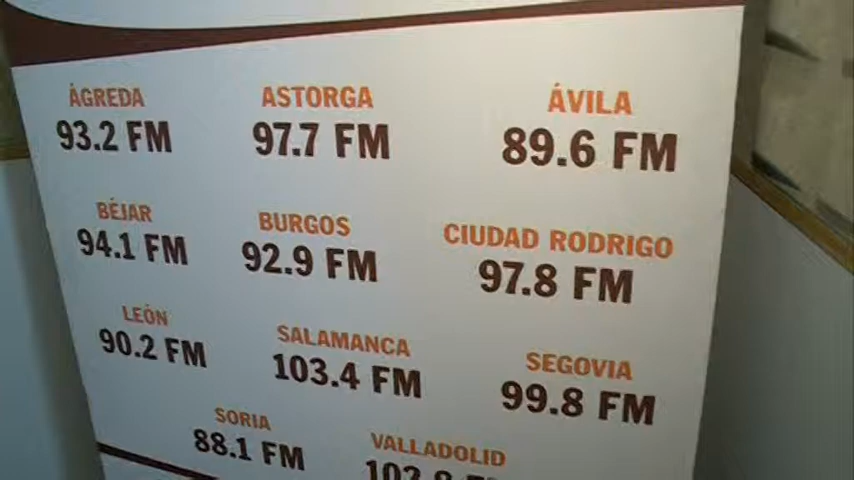 ÁGREDA
93.2 FM
ASTORGA
97.7 FM
ÁVILA
89.6 FM
BÉJAR
94.1 FM
BURGOS
92.9 FM
CIUDAD RODRIGO
97.8 FM
LEÓN
90.2 FM
SALAMANCA
103.4 FM
SEGOVIA
99.8 FM
SORIA
88.1 FM
VALLADOLID